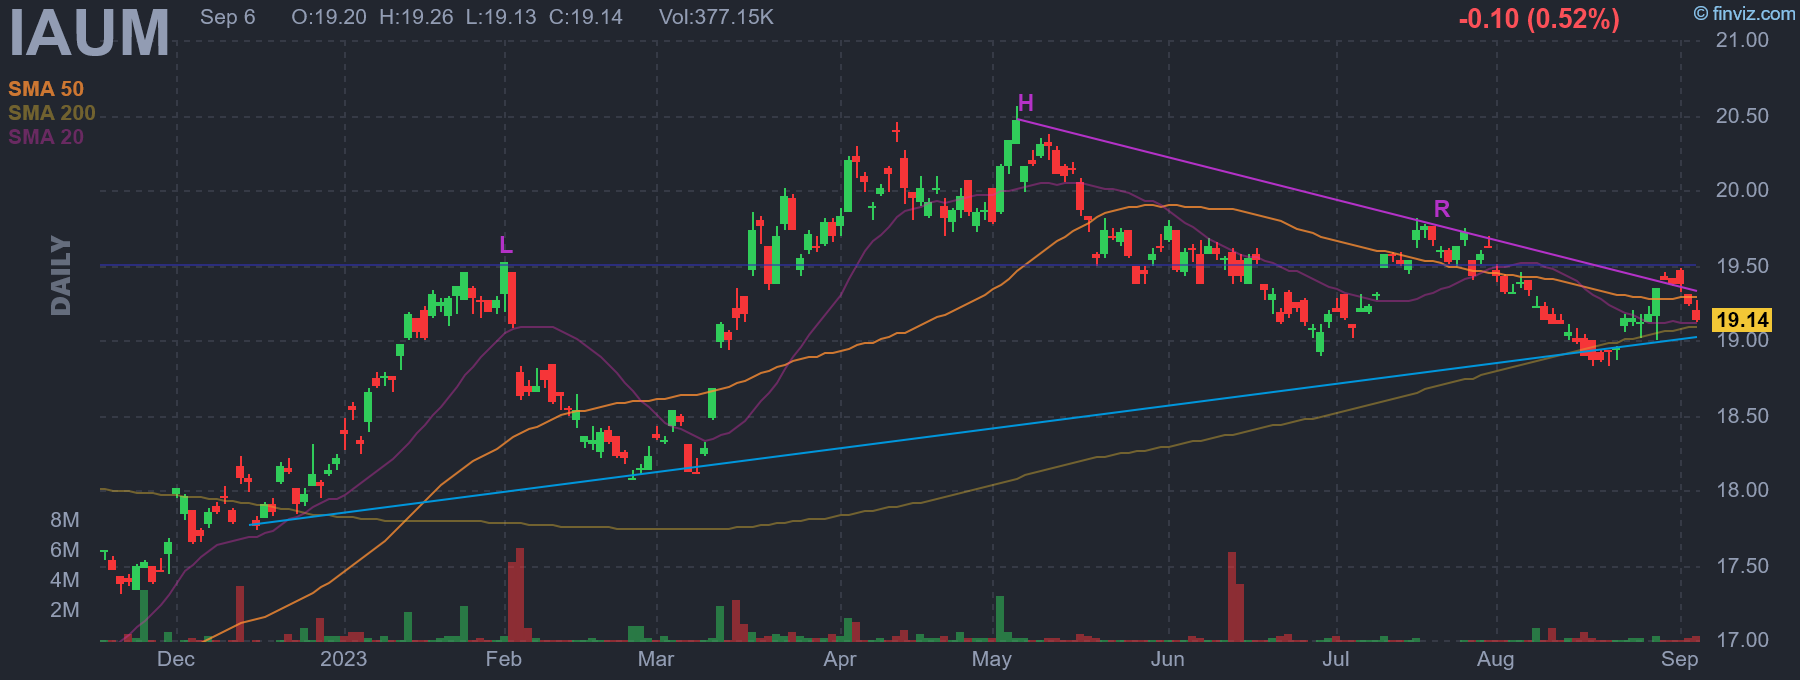 IAUM
Sep 6 O:19.20 H:19.26 L:19.13 C:19.14 Vol:377.15K
-0.10 (0.52%)
© finviz.com
SMA 50
SMA 200
SMA 20
DAILY
L
H
R
21.00
20.50
20.00
19.50
19.14
19.00
18.50
18.00
17.50
17.00
8M
6M
4M
2M
Dec 2023 Feb Mar Apr May Jun Jul Aug Sep